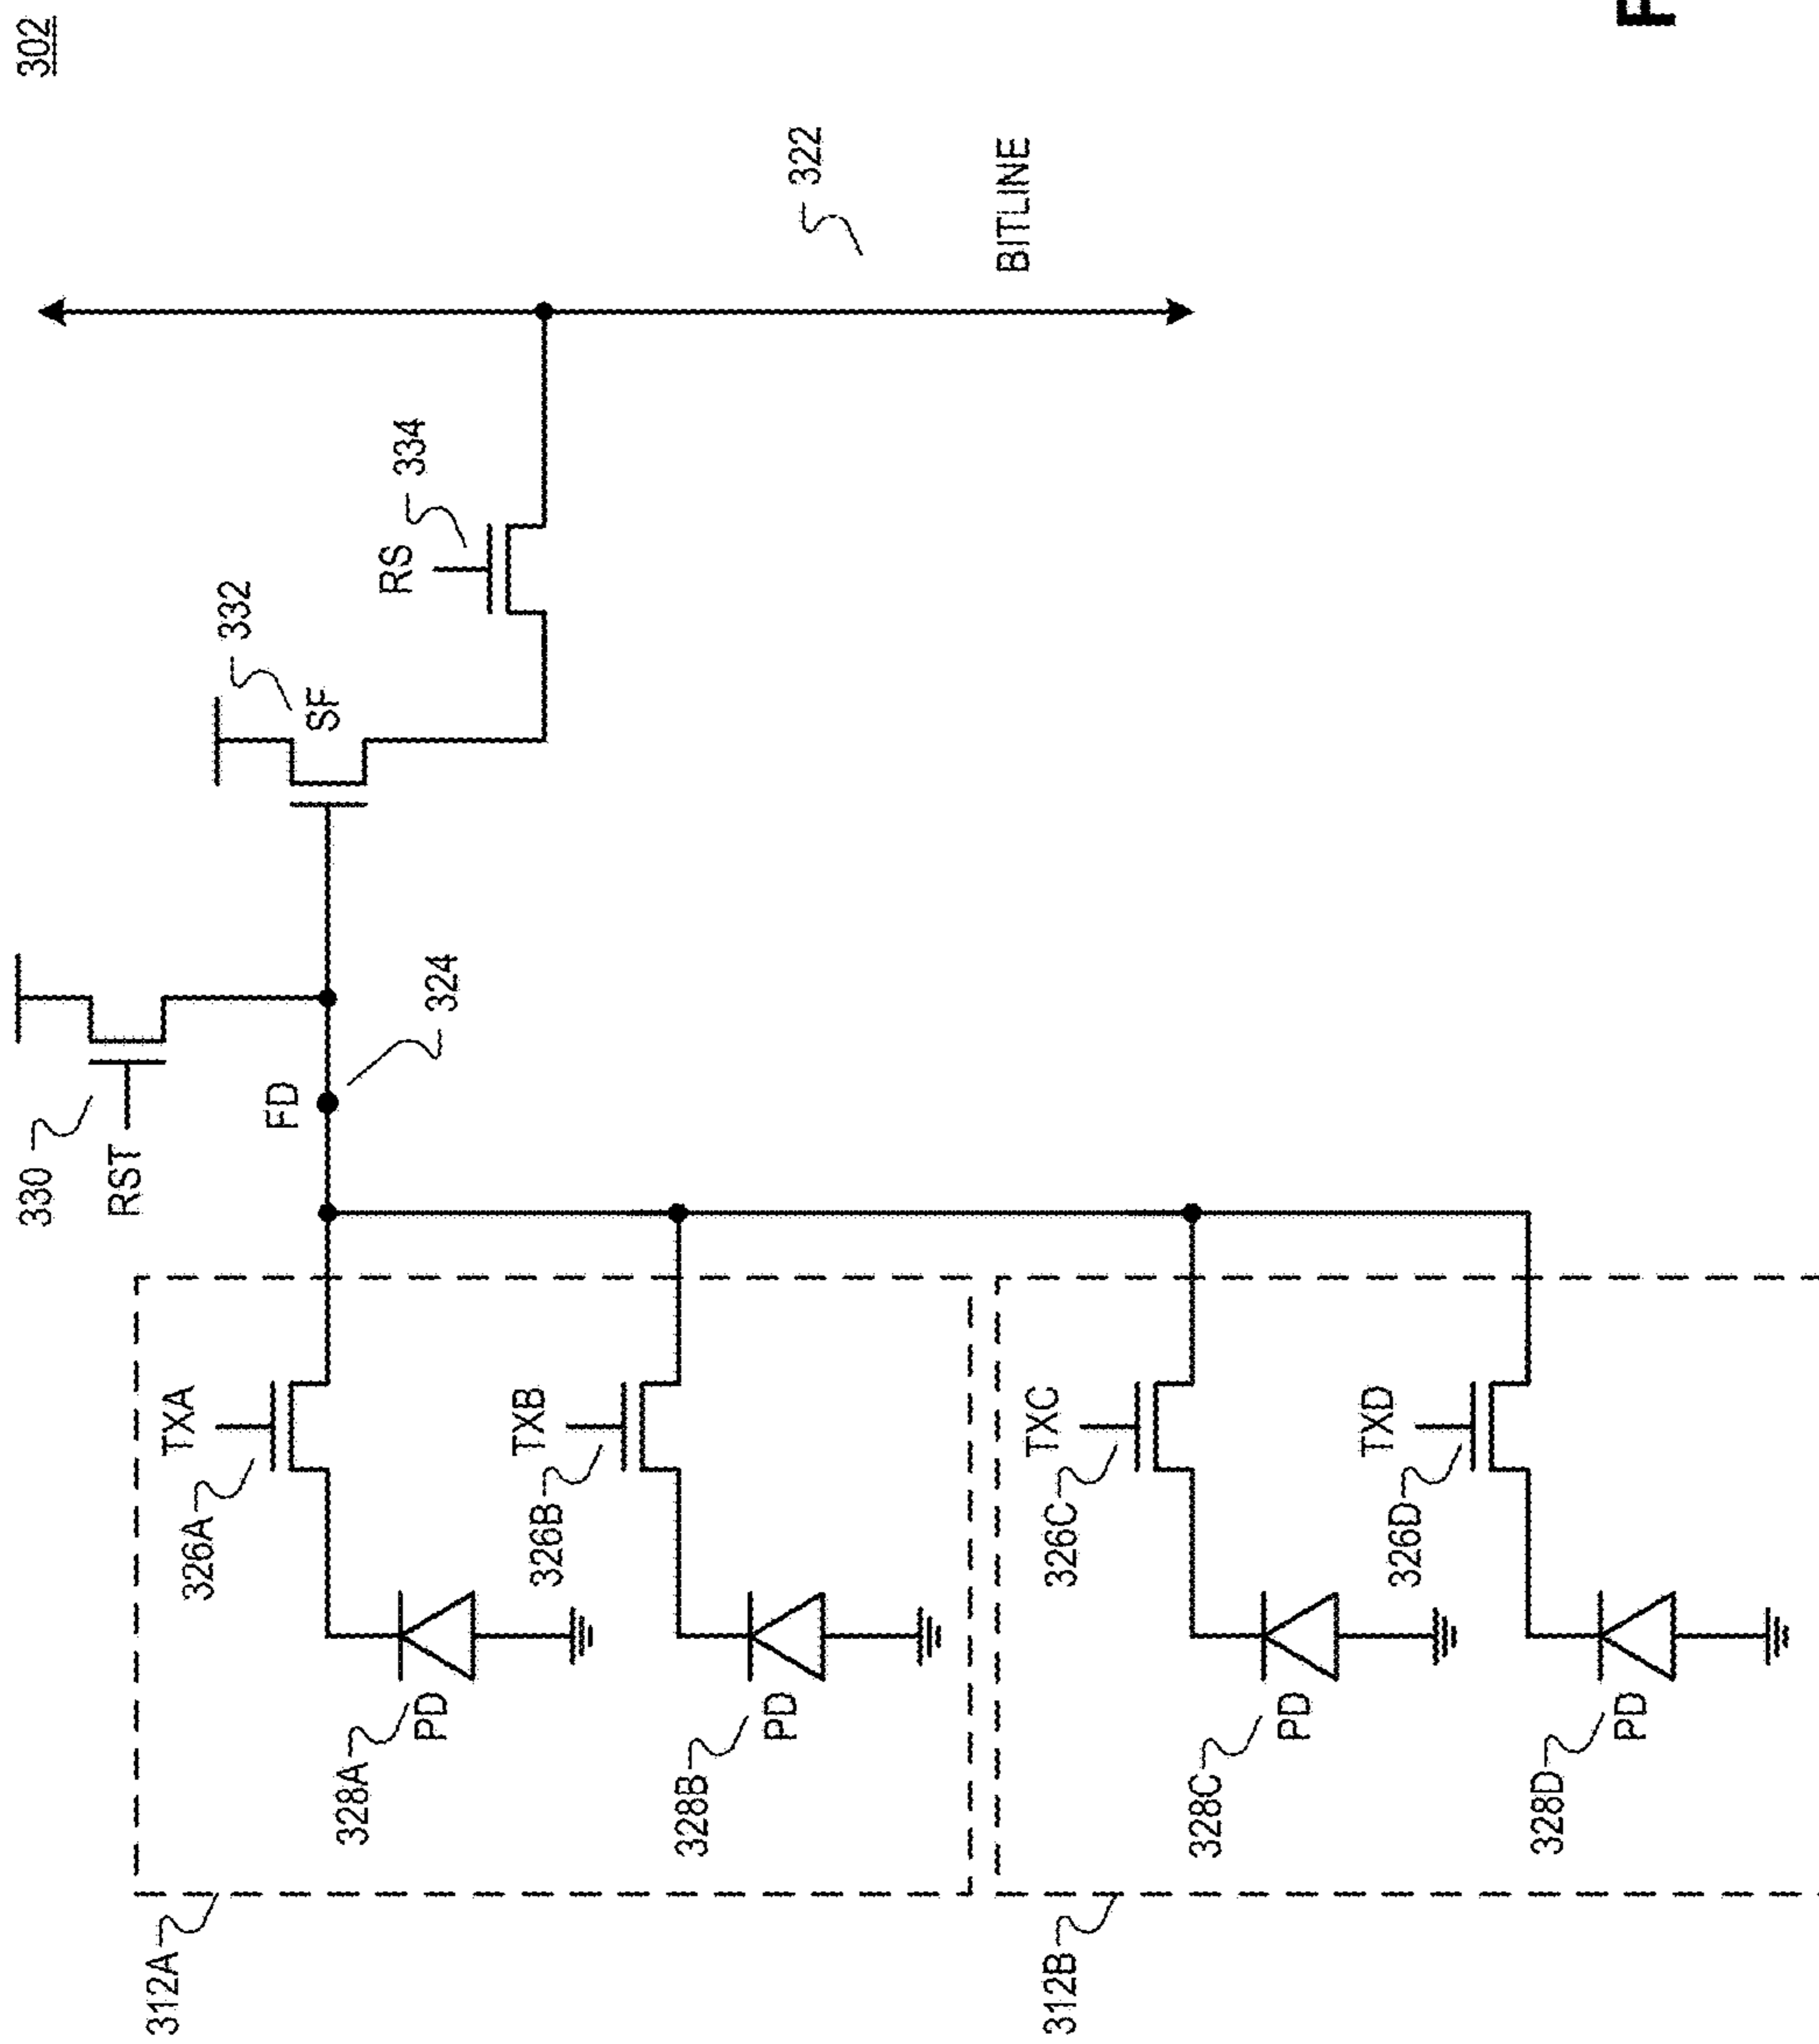 302
330
RST
FD
324
332
SF
RS
334
322
BITLINE
312A
TXA
326A
328A
PD
TXB
326B
328B
PD
312B
TXC
326C
328C
PD
TXD
326D
328D
PD